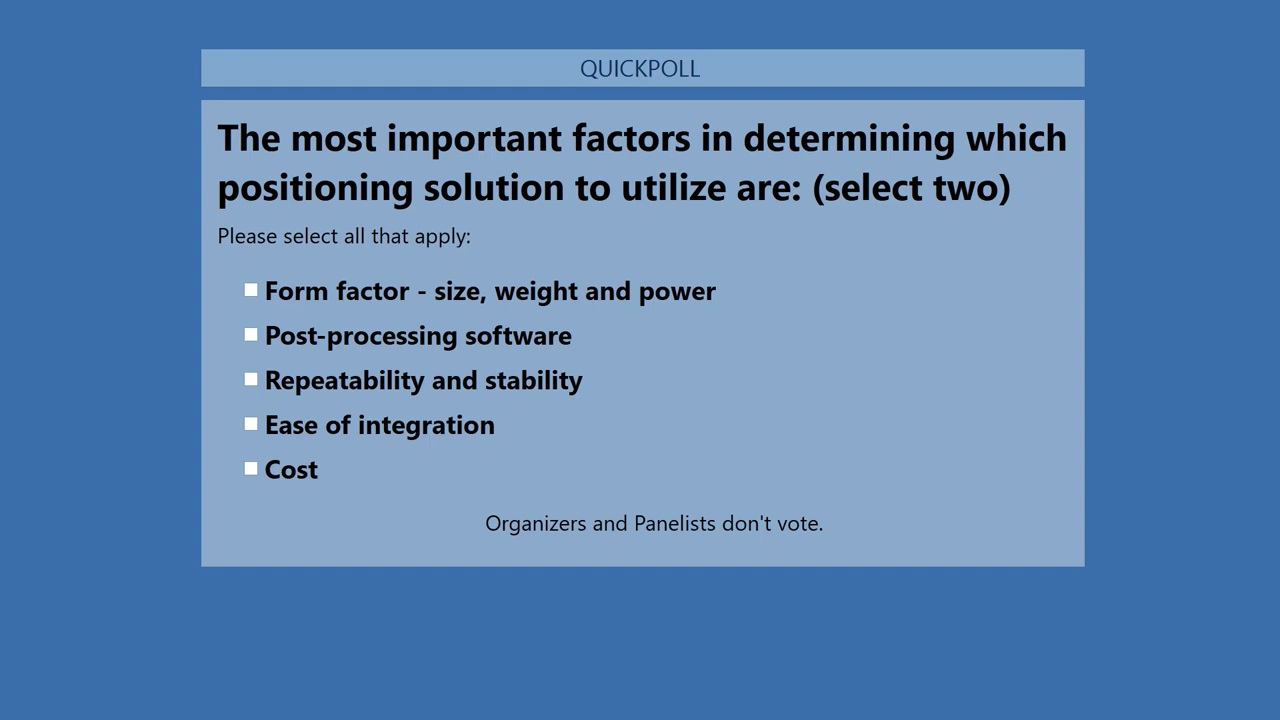 QUICKPOLL
The most important factors in determining which
positioning solution to utilize are: (select two)
Please select all that apply:
Form factor - size, weight and power
Post-processing software
Repeatability and stability
Ease of integration
Cost
Organizers and Panelists don't vote.